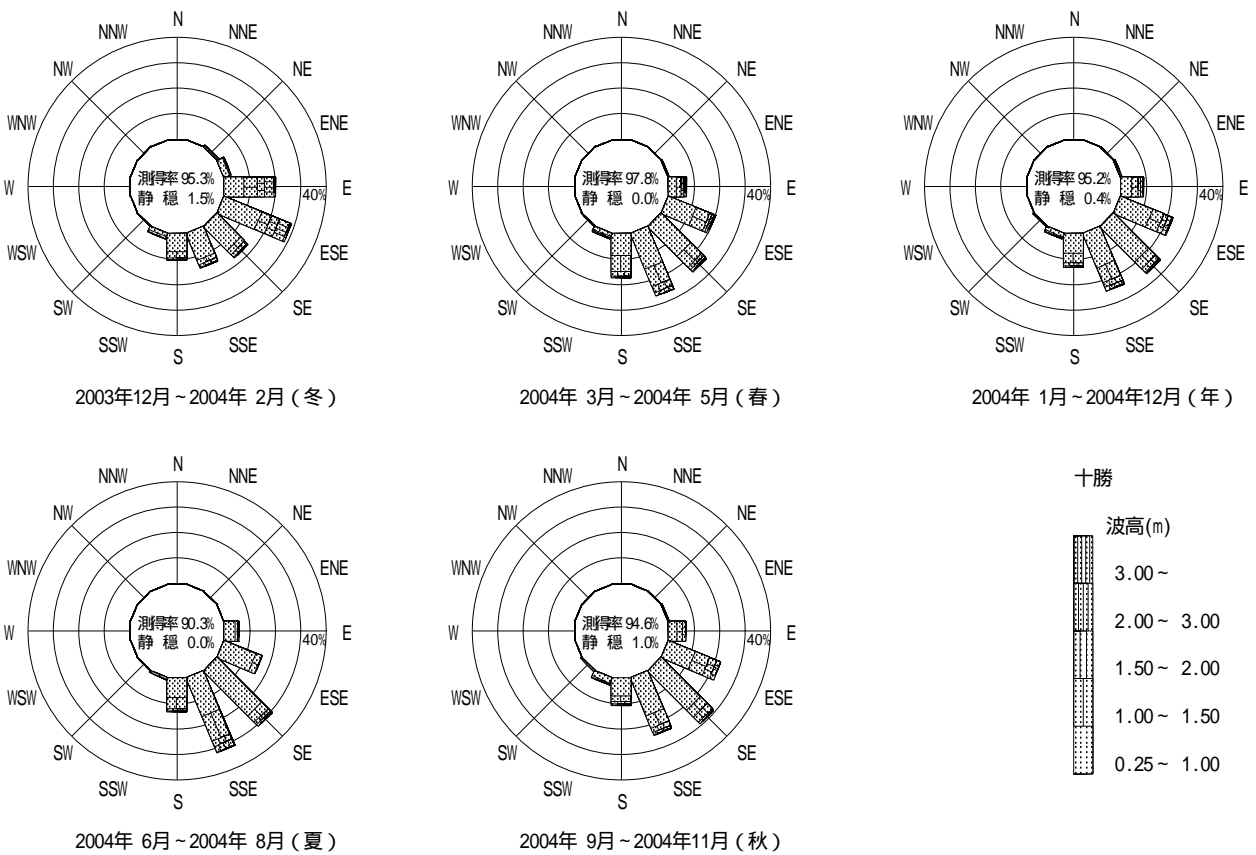 N
NNW NNE
NW NE
WNW ENE
測得率 95.3%
静 穏 1.5%
W 40% E
WSW ESE
SW SE
SSW SSE
S
2003年12月~2004年 2月(冬)
N
NNW NNE
NW NE
WNW ENE
測得率 97.8%
静 穏 0.0%
W 40% E
WSW ESE
SW SE
SSW SSE
S
2004年 3月~2004年 5月(春)
N
NNW NNE
NW NE
WNW ENE
測得率 95.2%
静 穏 0.4%
W 40% E
WSW ESE
SW SE
SSW SSE
S
2004年 1月~2004年12月(年)
N
NNW NNE
NW NE
WNW ENE
測得率 90.3%
静 穏 0.0%
W 40% E
WSW ESE
SW SE
SSW SSE
S
2004年 6月~2004年 8月(夏)
N
NNW NNE
NW NE
WNW ENE
測得率 94.6%
静 穏 1.0%
W 40% E
WSW ESE
SW SE
SSW SSE
S
2004年 9月~2004年11月(秋)
十勝
波高(m)
3.00~
2.00~ 3.00
1.50~ 2.00
1.00~ 1.50
0.25~ 1.00